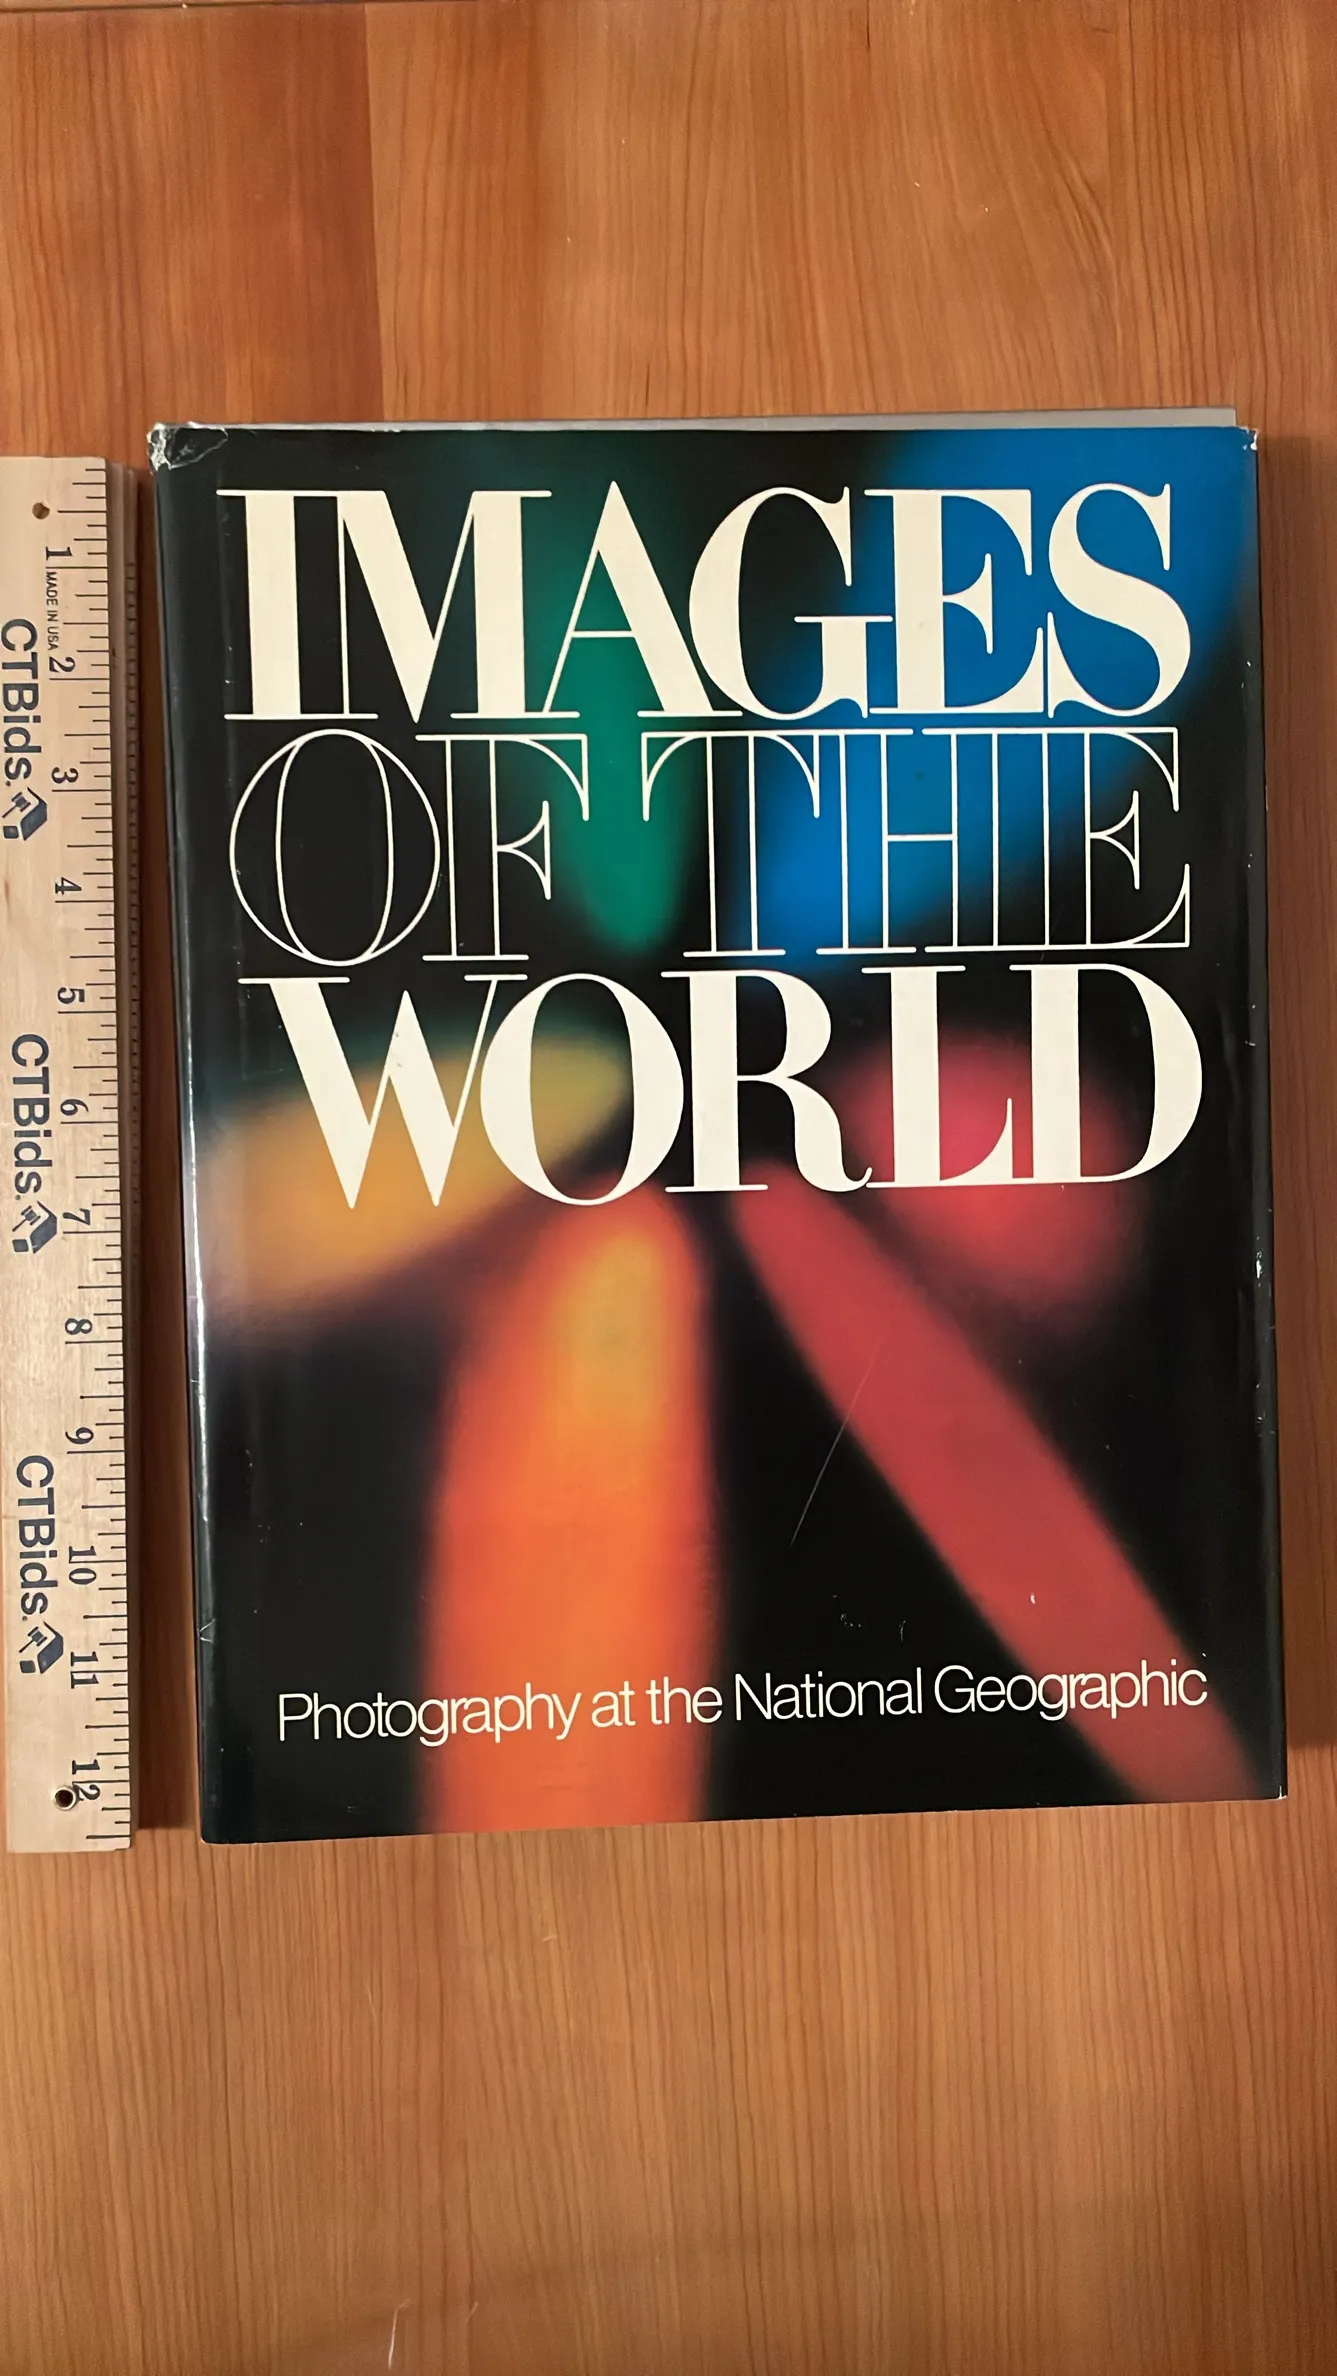 IMAGES
OF THE
WORLD
Photography at the National Geographic
1 2 3 4 5 6 7 8 9 10 11 12
MADE IN USA
CTBids.
CTBids.
CTBids.